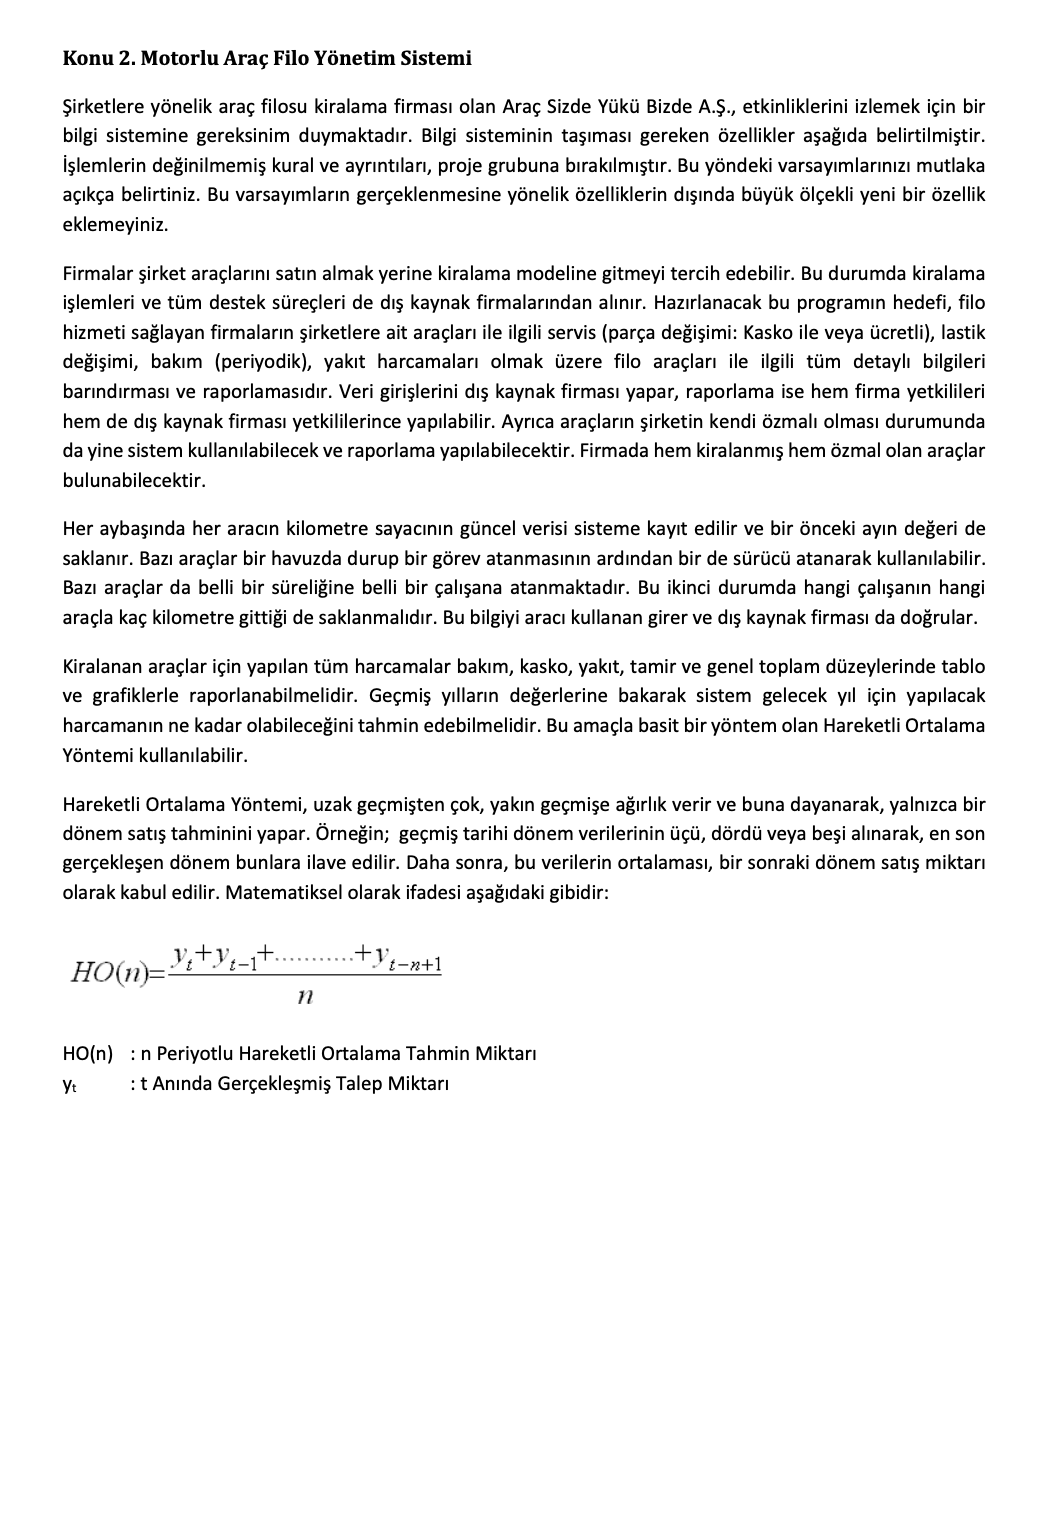 Konu 2. Motorlu Araç Filo Yönetim Sistemi
Şirketlere yönelik araç filosu kiralama firması olan Araç Sizde Yükü Bizde A.Ş., etkinliklerini izlemek için bir
bilgi sistemine gereksinim duymaktadır. Bilgi sisteminin taşıması gereken özellikler aşağıda belirtilmiştir.
İşlemlerin değinilmemiş kural ve ayrıntıları, proje grubuna bırakılmıştır. Bu yöndeki varsayımlarınızı mutlaka
açıkça belirtiniz. Bu varsayımların gerçeklenmesine yönelik özelliklerin dışında büyük ölçekli yeni bir özellik
eklemeyiniz.
Firmalar şirket araçlarını satın almak yerine kiralama modeline gitmeyi tercih edebilir. Bu durumda kiralama
işlemleri ve tüm destek süreçleri de dış kaynak firmalarından alınır. Hazırlanacak bu programın hedefi, filo
hizmeti sağlayan firmaların şirketlere ait araçları ile ilgili servis (parça değişimi: Kasko ile veya ücretli), lastik
değişimi, bakım (periyodik), yakıt harcamaları olmak üzere filo araçları ile ilgili tüm detaylı bilgileri
barındırması ve raporlamasıdır. Veri girişlerini dış kaynak firması yapar, raporlama ise hem firma yetkilileri
hem de dış kaynak firması yetkililerince yapılabilir. Ayrıca araçların şirketin kendi özmalı olması durumunda
da yine sistem kullanılabilecek ve raporlama yapılabilecektir. Firmada hem kiralanmış hem özmal olan araçlar
bulunabilecektir.
Her aybaşında her aracın kilometre sayacının güncel verisi sisteme kayıt edilir ve bir önceki ayın değeri de
saklanır. Bazı araçlar bir havuzda durup bir görev atanmasının ardından bir de sürücü atanarak kullanılabilir.
Bazı araçlar da belli bir süreliğine belli bir çalışana atanmaktadır. Bu ikinci durumda hangi çalışanın hangi
araçla kaç kilometre gittiği de saklanmalıdır. Bu bilgiyi aracı kullanan girer ve dış kaynak firması da doğrular.
Kiralanan araçlar için yapılan tüm harcamalar bakım, kasko, yakıt, tamir ve genel toplam düzeylerinde tablo
ve grafiklerle raporlanabilmelidir. Geçmiş yılların değerlerine bakarak sistem gelecek yıl için yapılacak
harcamanın ne kadar olabileceğini tahmin edebilmelidir. Bu amaçla basit bir yöntem olan Hareketli Ortalama
Yöntemi kullanılabilir.
Hareketli Ortalama Yöntemi, uzak geçmişten çok, yakın geçmişe ağırlık verir ve buna dayanarak, yalnızca bir
dönem satış tahminini yapar. Örneğin; geçmiş tarihi dönem verilerinin üçü, dördü veya beşi alınarak, en son
gerçekleşen dönem bunlara ilave edilir. Daha sonra, bu verilerin ortalaması, bir sonraki dönem satış miktarı
olarak kabul edilir. Matematiksel olarak ifadesi aşağıdaki gibidir:
HO(n)= yt+yt−1+...........+yt−n+1
n
HO(n) : n Periyotlu Hareketli Ortalama Tahmin Miktarı
yt : t Anında Gerçekleşmiş Talep Miktarı